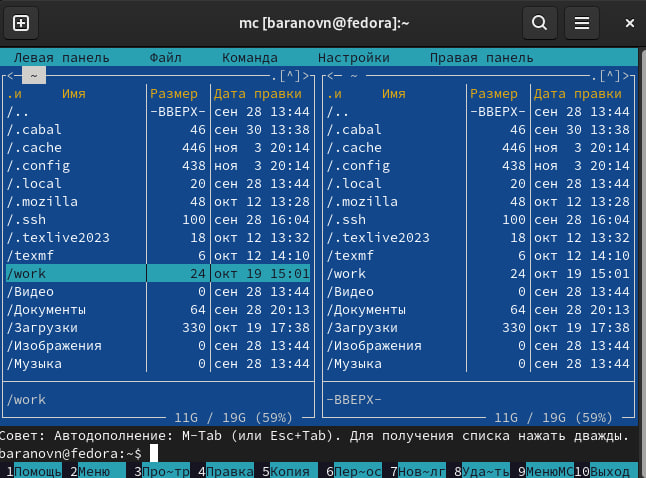 mc [baranovn@fedora]:~
Левая панель Файл Команда Настройки Правая панель
<─ ~ ─.[^]>┐┌<─ ~ ─.[^]>
.и Имя │Размер │Дата правки .и Имя │Размер │Дата правки
/.. │-ВВЕРХ-│сен 28 13:44 /.. │-ВВЕРХ-│сен 28 13:44
/.cabal │ 46│сен 30 13:38 /.cabal │ 46│сен 30 13:38
/.cache │ 446│ноя 3 20:14 /.cache │ 446│ноя 3 20:14
/.config │ 438│ноя 3 20:14 /.config │ 438│ноя 3 20:14
/.local │ 20│сен 28 13:44 /.local │ 20│сен 28 13:44
/.mozilla │ 48│окт 12 13:28 /.mozilla │ 48│окт 12 13:28
/.ssh │ 100│сен 28 16:04 /.ssh │ 100│сен 28 16:04
/.texlive2023 │ 18│окт 12 13:32 /.texlive2023 │ 18│окт 12 13:32
/texmf │ 6│окт 12 14:10 /texmf │ 6│окт 12 14:10
/work │ 24│окт 19 15:01 /work │ 24│окт 19 15:01
/Видео │ 0│сен 28 13:44 /Видео │ 0│сен 28 13:44
/Документы │ 64│сен 28 20:13 /Документы │ 64│сен 28 20:13
/Загрузки │ 330│окт 19 17:38 /Загрузки │ 330│окт 19 17:38
/Изображения │ 0│сен 28 13:44 /Изображения │ 0│сен 28 13:44
/Музыка │ 0│сен 28 13:44 /Музыка │ 0│сен 28 13:44
/work -ВВЕРХ-
11G / 19G (59%) 11G / 19G (59%)
Совет: Автодополнение: M-Tab (или Esc+Tab). Для получения списка нажать дважды.
baranovn@fedora:~$
1Помощь 2Меню 3Про~тр 4Правка 5Копия 6Пер~ос 7Нов~лг 8Уда~ть 9МенюMC 10Выход